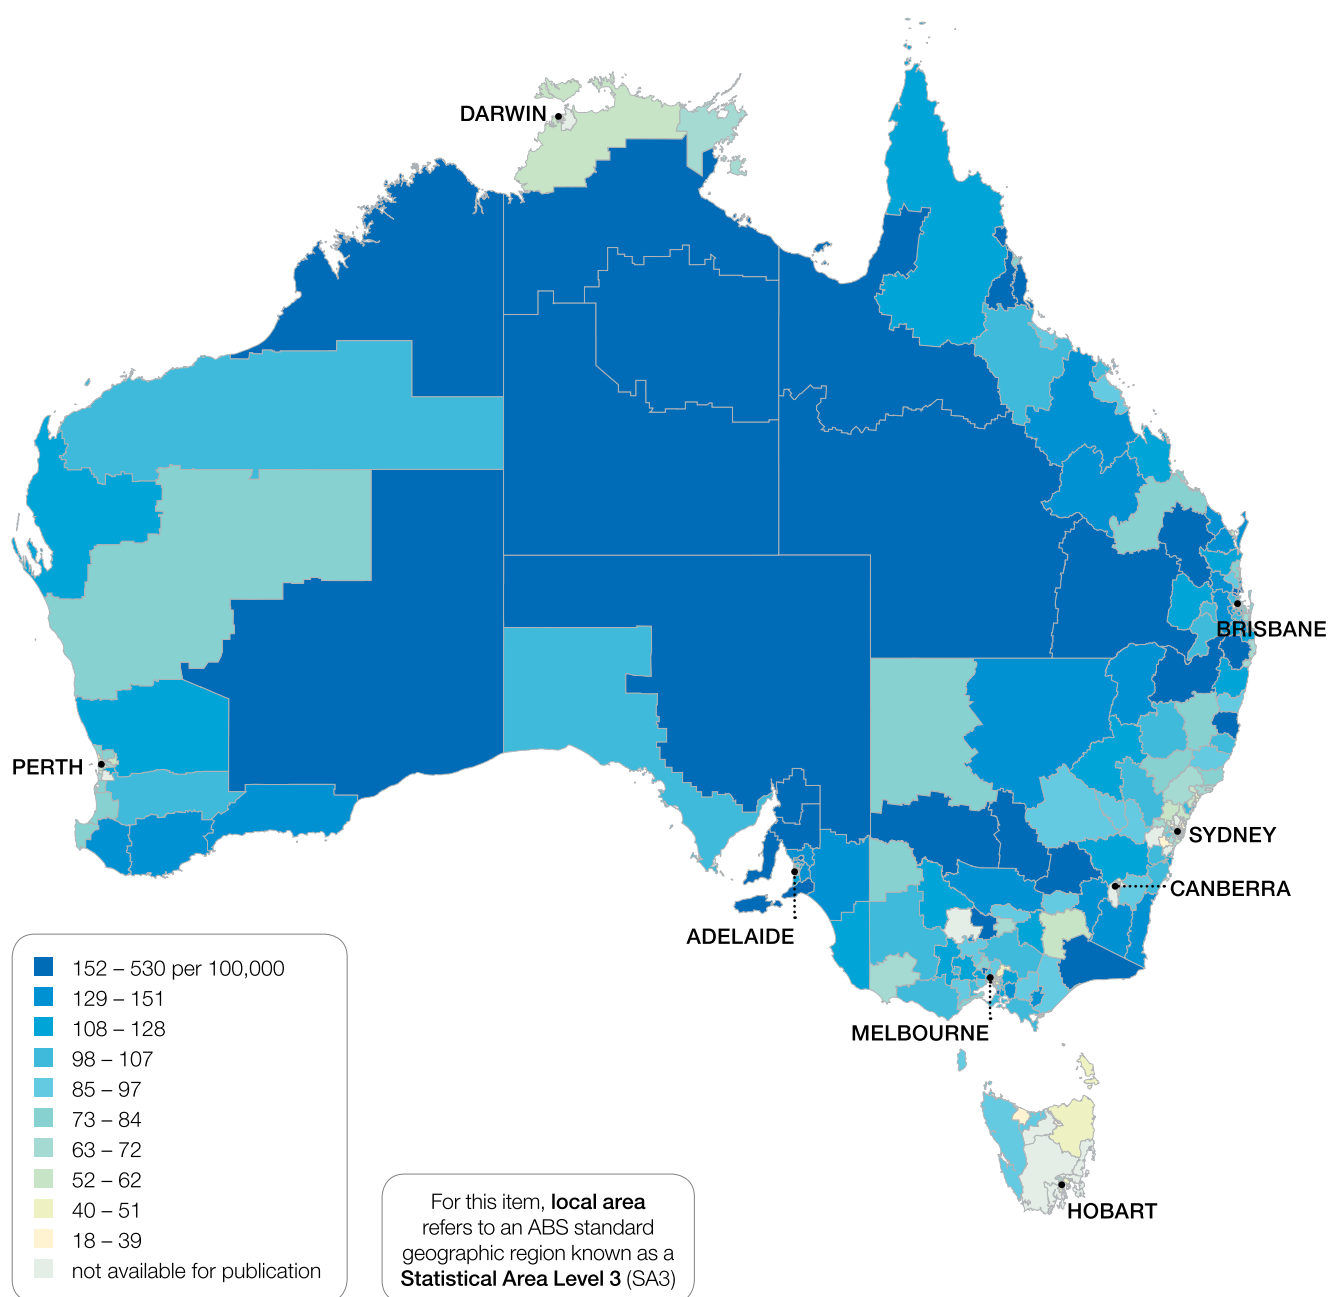 DARWIN
BRISBANE
PERTH
SYDNEY
CANBERRA
ADELAIDE
MELBOURNE
HOBART
152 – 530 per 100,000
129 – 151
108 – 128
98 – 107
85 – 97
73 – 84
63 – 72
52 – 62
40 – 51
18 – 39
not available for publication
For this item, local area
refers to an ABS standard
geographic region known as a
Statistical Area Level 3 (SA3)